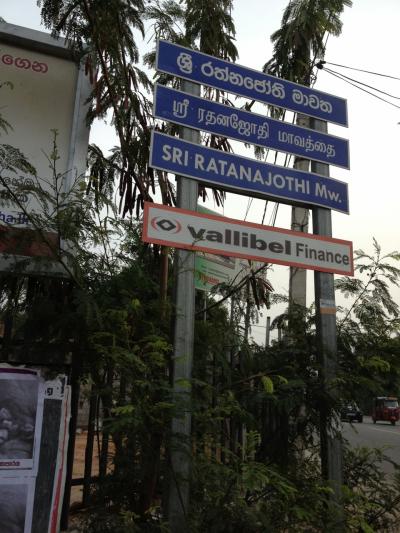 ශ්‍රී රත්නජෝති මාවත
ஸ்ரீ ரதனஜோதி மாவத்தை
SRI RATANAJOTHI Mw.
vallibel Finance